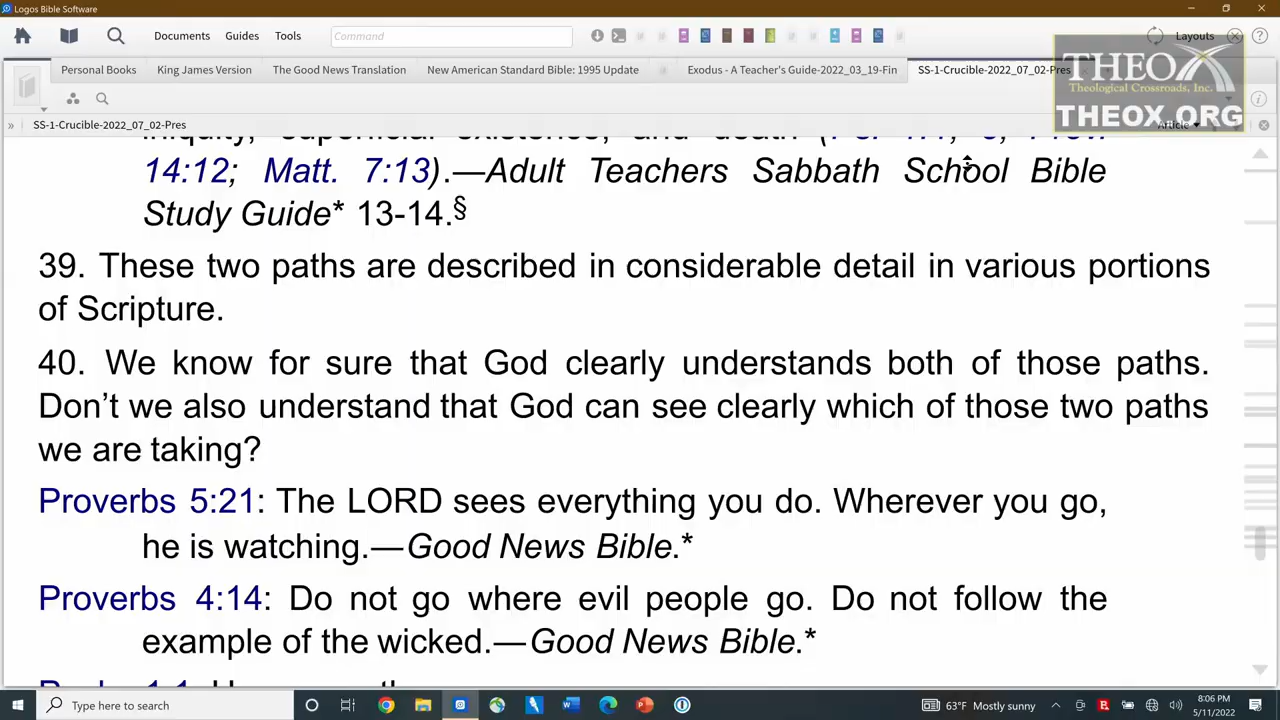 Logos Bible Software
Documents Guides Tools Command Layouts
Personal Books King James Version The Good News Translation New American Standard Bible: 1995 Update Exodus - A Teacher's Guide-2022_03_19-Fin SS-1-Crucible-2022_07_02-Pres
THEOX
Theological Crossroads, Inc.
THEOX.ORG
» SS-1-Crucible-2022_07_02-Pres Article
iniquity, superficial existence, and death (
14:12; Matt. 7:13).—Adult Teachers Sabbath School Bible
Study Guide* 13-14.§
39. These two paths are described in considerable detail in various portions
of Scripture.
40. We know for sure that God clearly understands both of those paths.
Don't we also understand that God can see clearly which of those two paths
we are taking?
Proverbs 5:21: The LORD sees everything you do. Wherever you go,
he is watching.—Good News Bible.*
Proverbs 4:14: Do not go where evil people go. Do not follow the
example of the wicked.—Good News Bible.*
Type here to search 63°F Mostly sunny 8:06 PM
5/11/2022